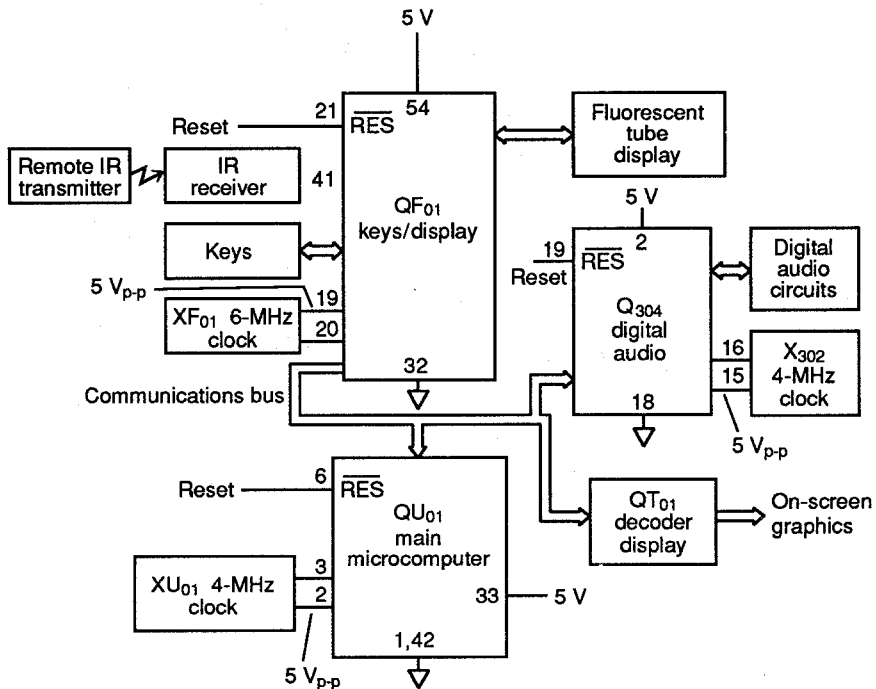 5 V
21
Reset
RES
54
Fluorescent
tube
display
Remote IR
transmitter
IR
receiver
41
QF01
keys/display
Keys
5 Vp-p
19
XF01 6-MHz
clock
20
32
Communications bus
5 V
19
RES
2
Reset
Q304
digital
audio
Digital
audio
circuits
16
15
X302
4-MHz
clock
18
5 Vp-p
Reset
6
RES
QU01
main
microcomputer
QT01
decoder
display
On-screen
graphics
XU01 4-MHz
clock
3
2
33
5 V
1,42
5 Vp-p